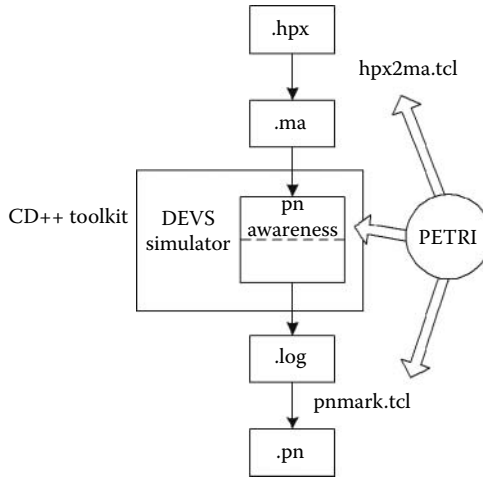 .hpx
hpx2ma.tcl
.ma
CD++ toolkit
DEVS
simulator
pn
awareness
PETRI
.log
pnmark.tcl
.pn